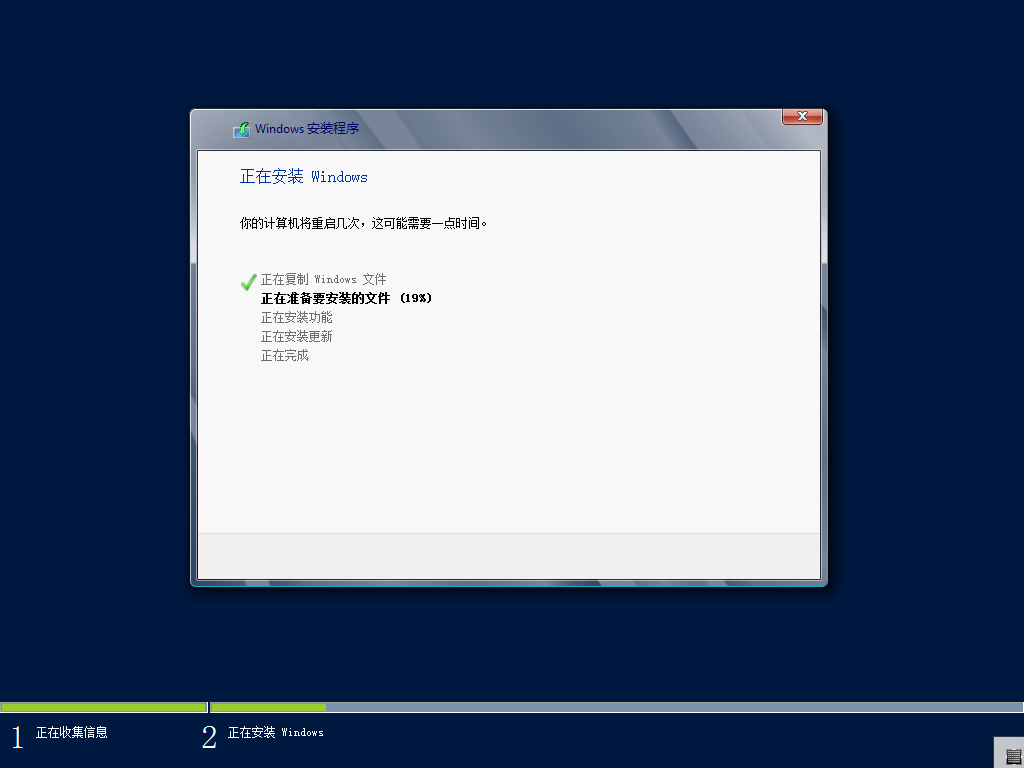 Windows 安装程序
正在安装 Windows
你的计算机将重启几次，这可能需要一点时间。
正在复制 Windows 文件
正在准备要安装的文件 (19%)
正在安装功能
正在安装更新
正在完成
1 正在收集信息
2 正在安装 Windows